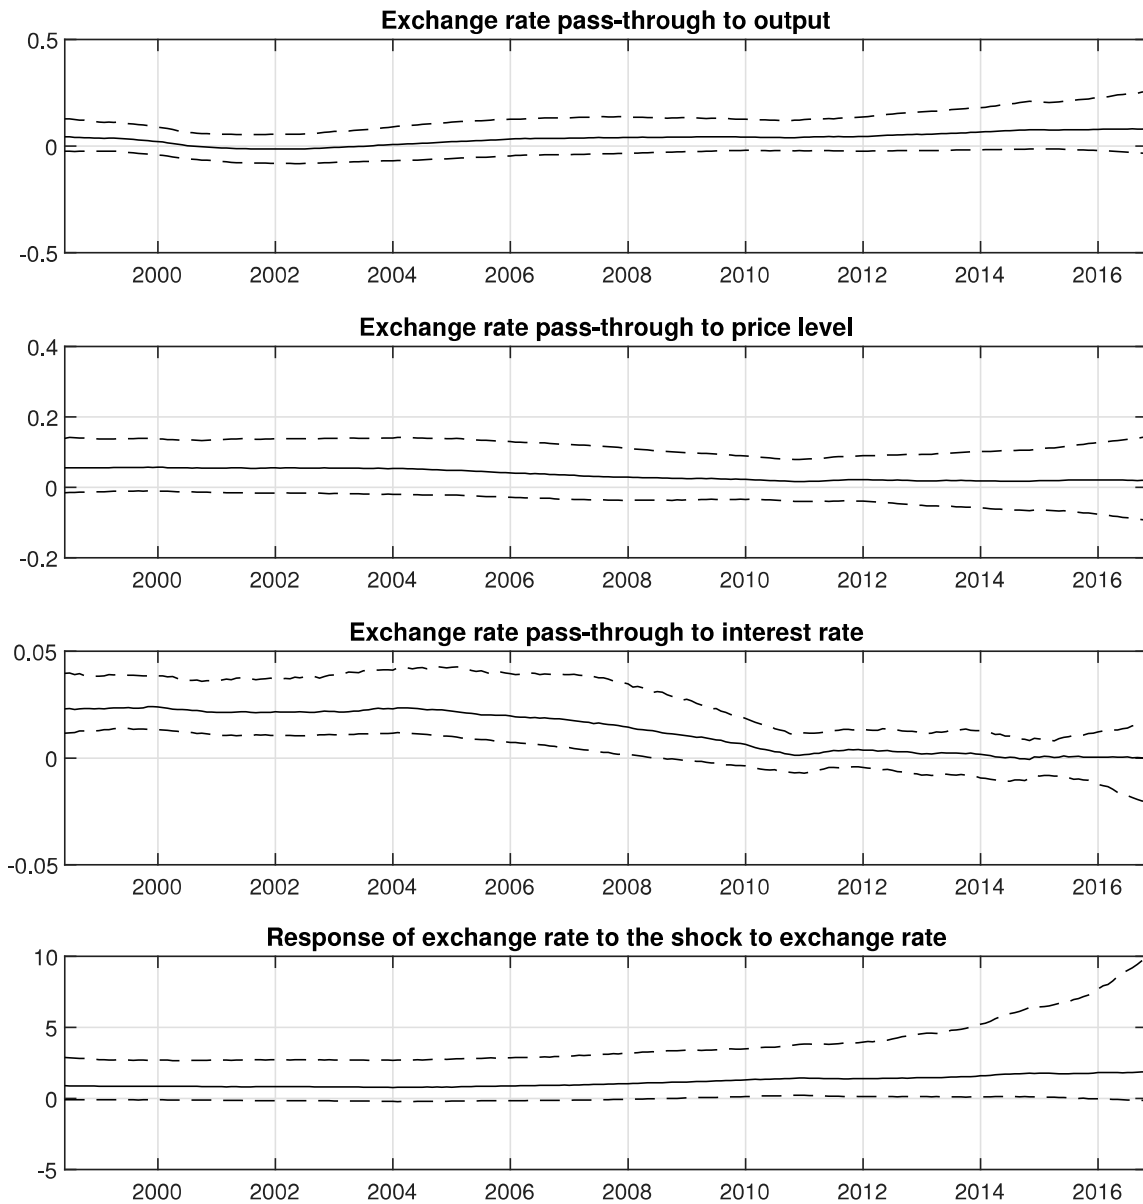 Exchange rate pass-through to output
0.5
0
-0.5
2000 2002 2004 2006 2008 2010 2012 2014 2016
Exchange rate pass-through to price level
0.4
0.2
0
-0.2
2000 2002 2004 2006 2008 2010 2012 2014 2016
Exchange rate pass-through to interest rate
0.05
0
-0.05
2000 2002 2004 2006 2008 2010 2012 2014 2016
Response of exchange rate to the shock to exchange rate
10
5
0
-5
2000 2002 2004 2006 2008 2010 2012 2014 2016